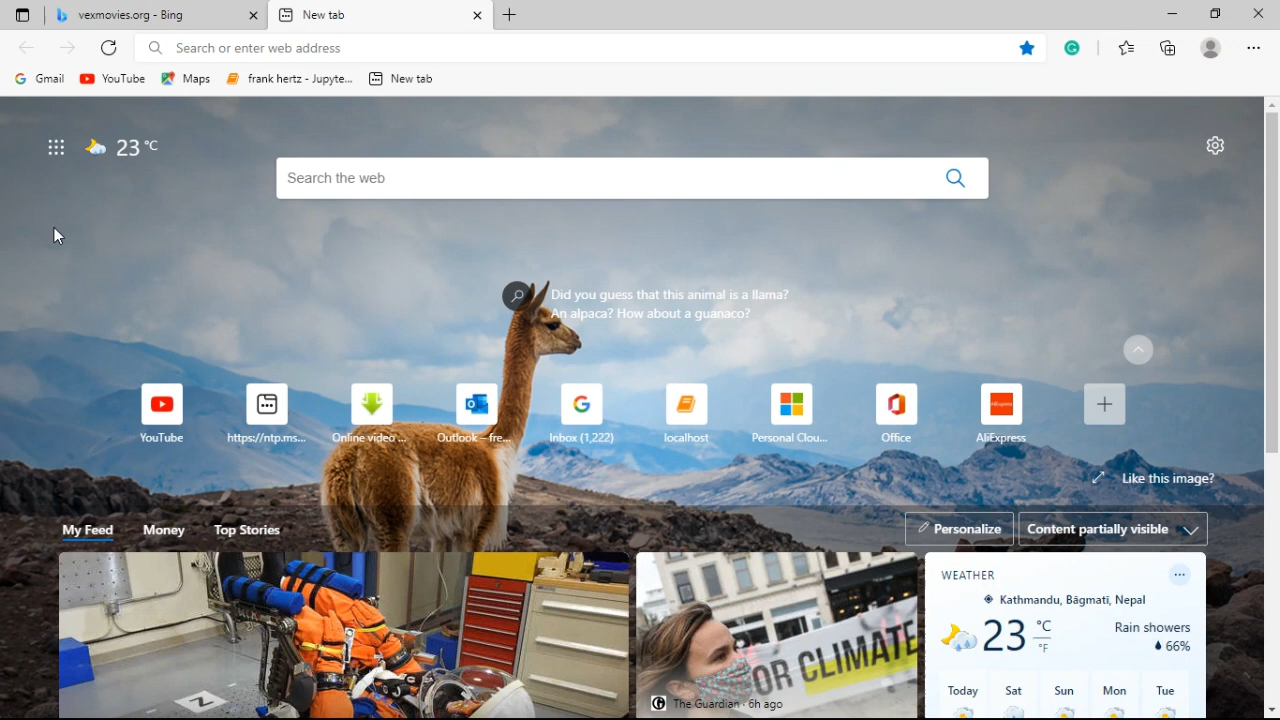 vexmovies.org - Bing
New tab
Search or enter web address
Gmail
YouTube
Maps
frank hertz - Jupyte...
New tab
23 °C
Search the web
Did you guess that this animal is a llama?
An alpaca? How about a guanaco?
YouTube
https://ntp.ms...
Online video ...
Outlook – fre...
Inbox (1,222)
localhost
Personal Clou...
Office
AliExpress
Like this image?
My Feed
Money
Top Stories
Personalize
Content partially visible
WEATHER
Kathmandu, Bāgmatī, Nepal
23 °C
°F
Rain showers
66%
Today
Sat
Sun
Mon
Tue
OR CLIMATE
The Guardian · 6h ago
Z